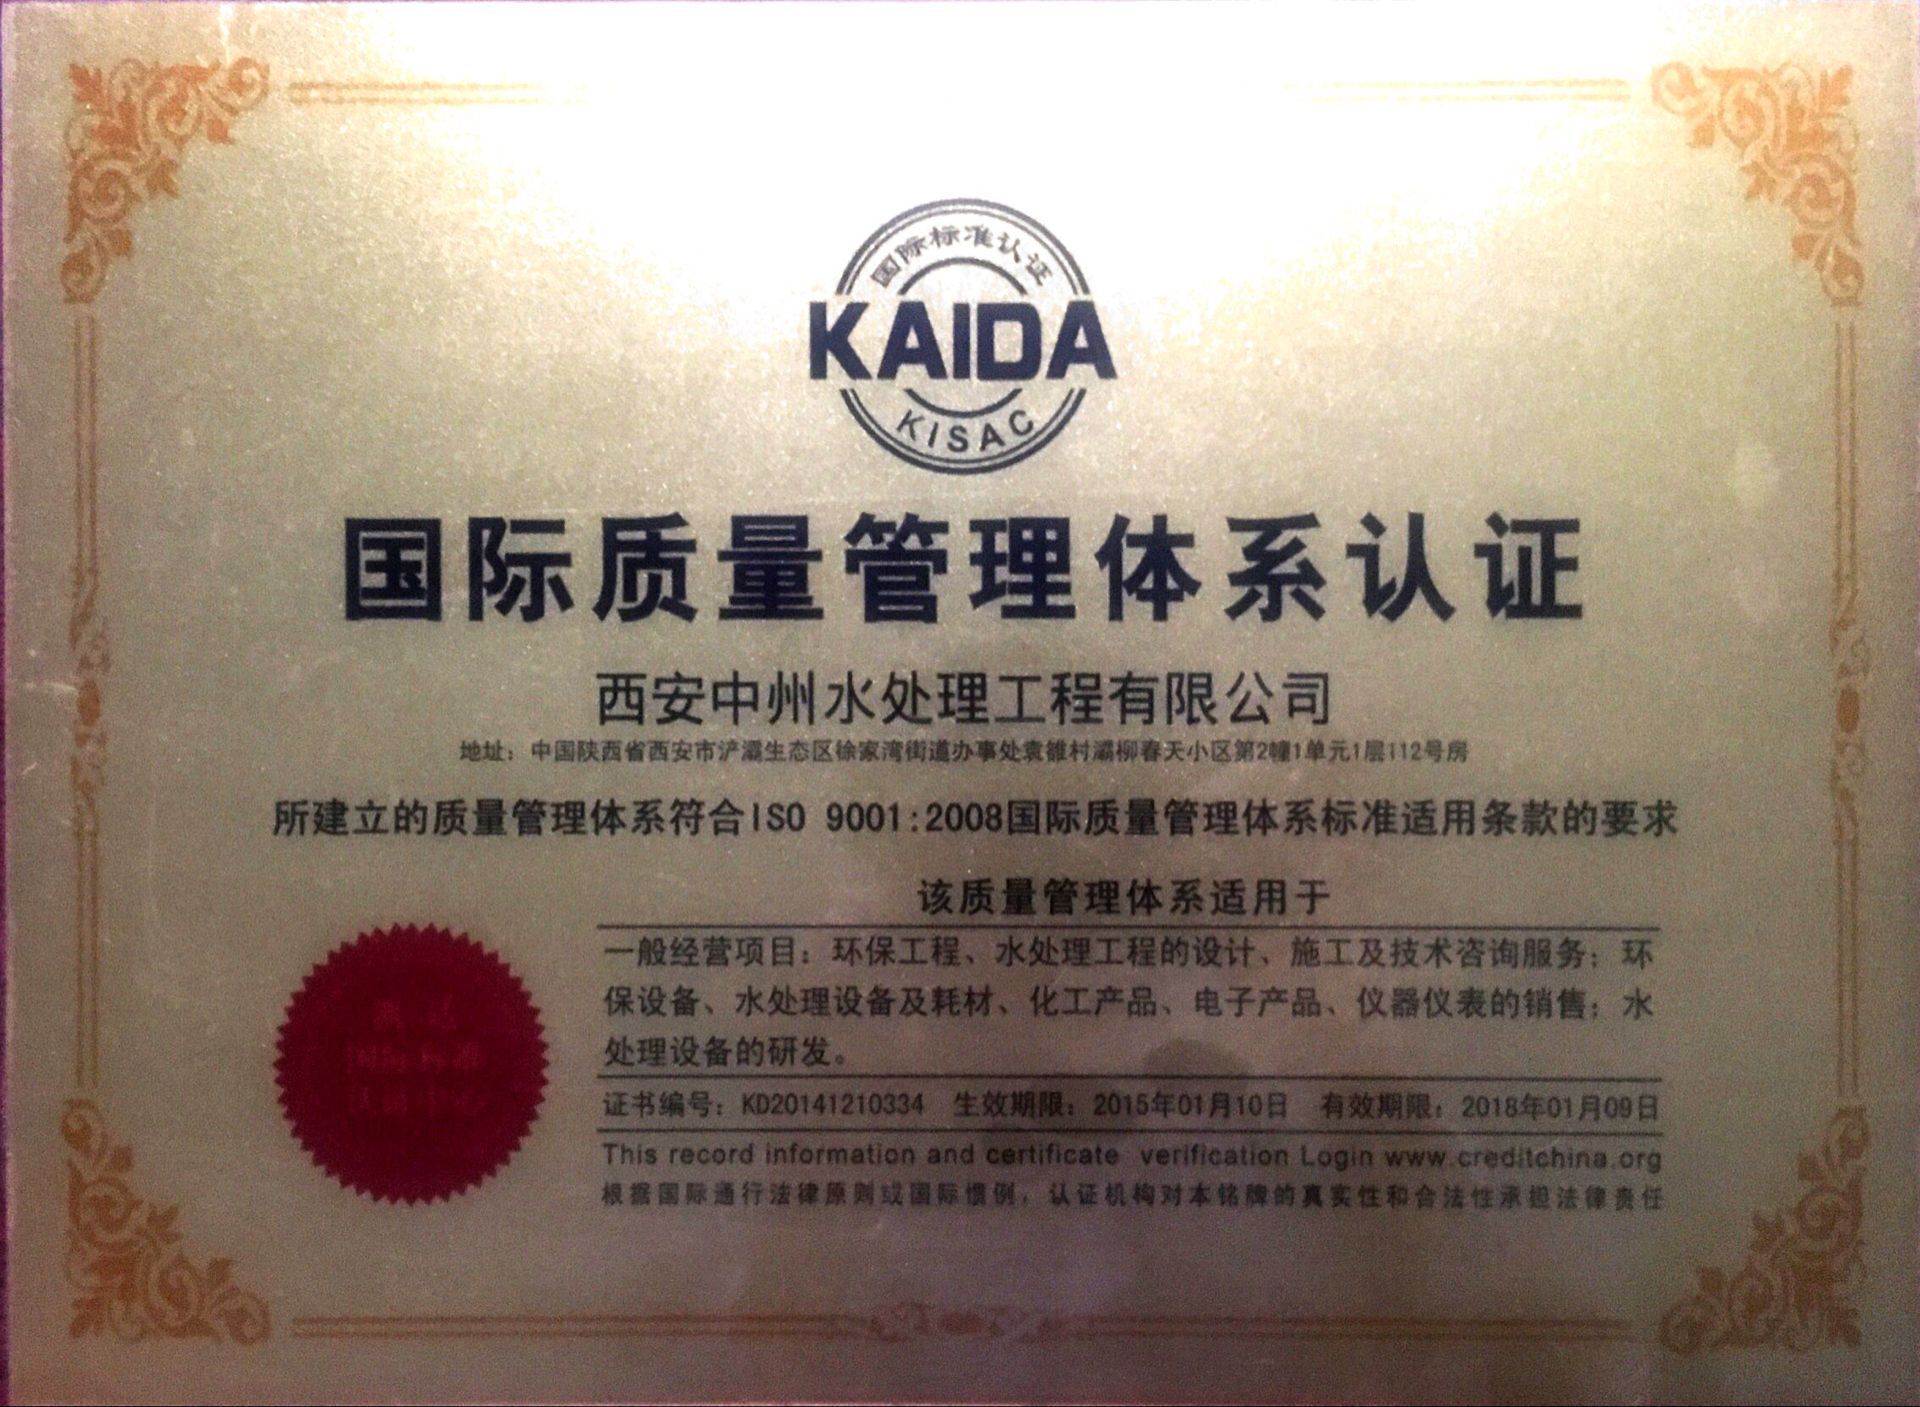 国际标准认证
KAIDA
KISAC
国际质量管理体系认证
西安中州水处理工程有限公司
地址：中国陕西省西安市浐灞生态区徐家湾街道办事处袁雒村灞柳春天小区第2幢1单元1层112号房
所建立的质量管理体系符合ISO 9001:2008国际质量管理体系标准适用条款的要求
该质量管理体系适用于
一般经营项目：环保工程、水处理工程的设计、施工及技术咨询服务；环
保设备、水处理设备及耗材、化工产品、电子产品、仪器仪表的销售；水
处理设备的研发。
证书编号：KD20141210334 生效期限：2015年01月10日 有效期限：2018年01月09日
This record information and certificate verification Login www.creditchina.org
根据国际通行法律原则或国际惯例，认证机构对本铭牌的真实性和合法性承担法律责任
国际标准
认证中心